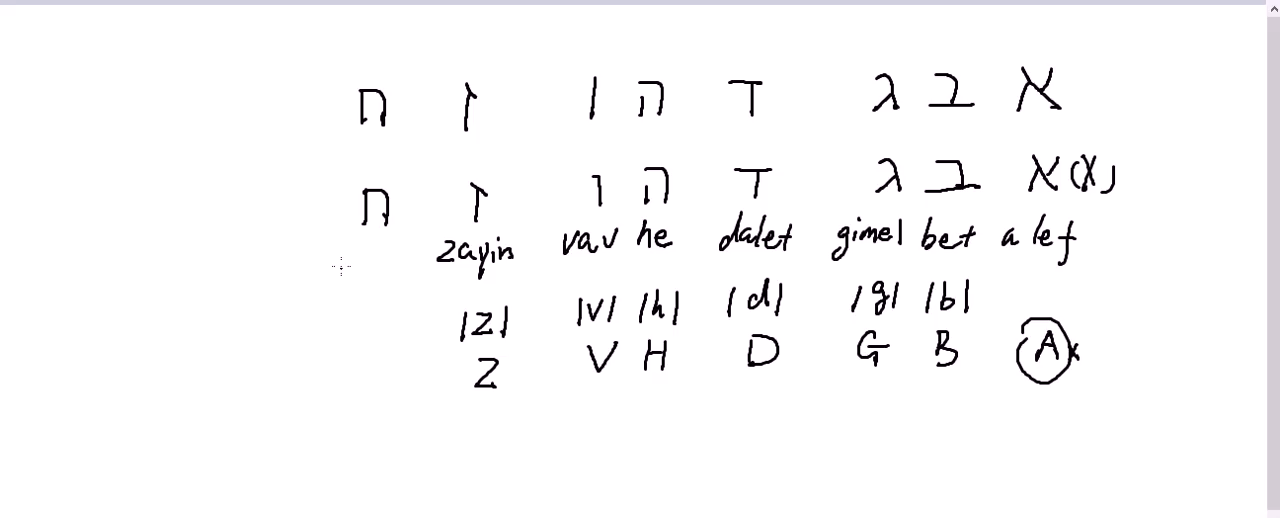 א ב ג ד ה ו ז ח
(א) א ב ג ד ה ו ז ח
alef bet gimel dalet he vav zayin
/b/ /g/ /d/ /h/ /v/ /z/
A B G D H V Z